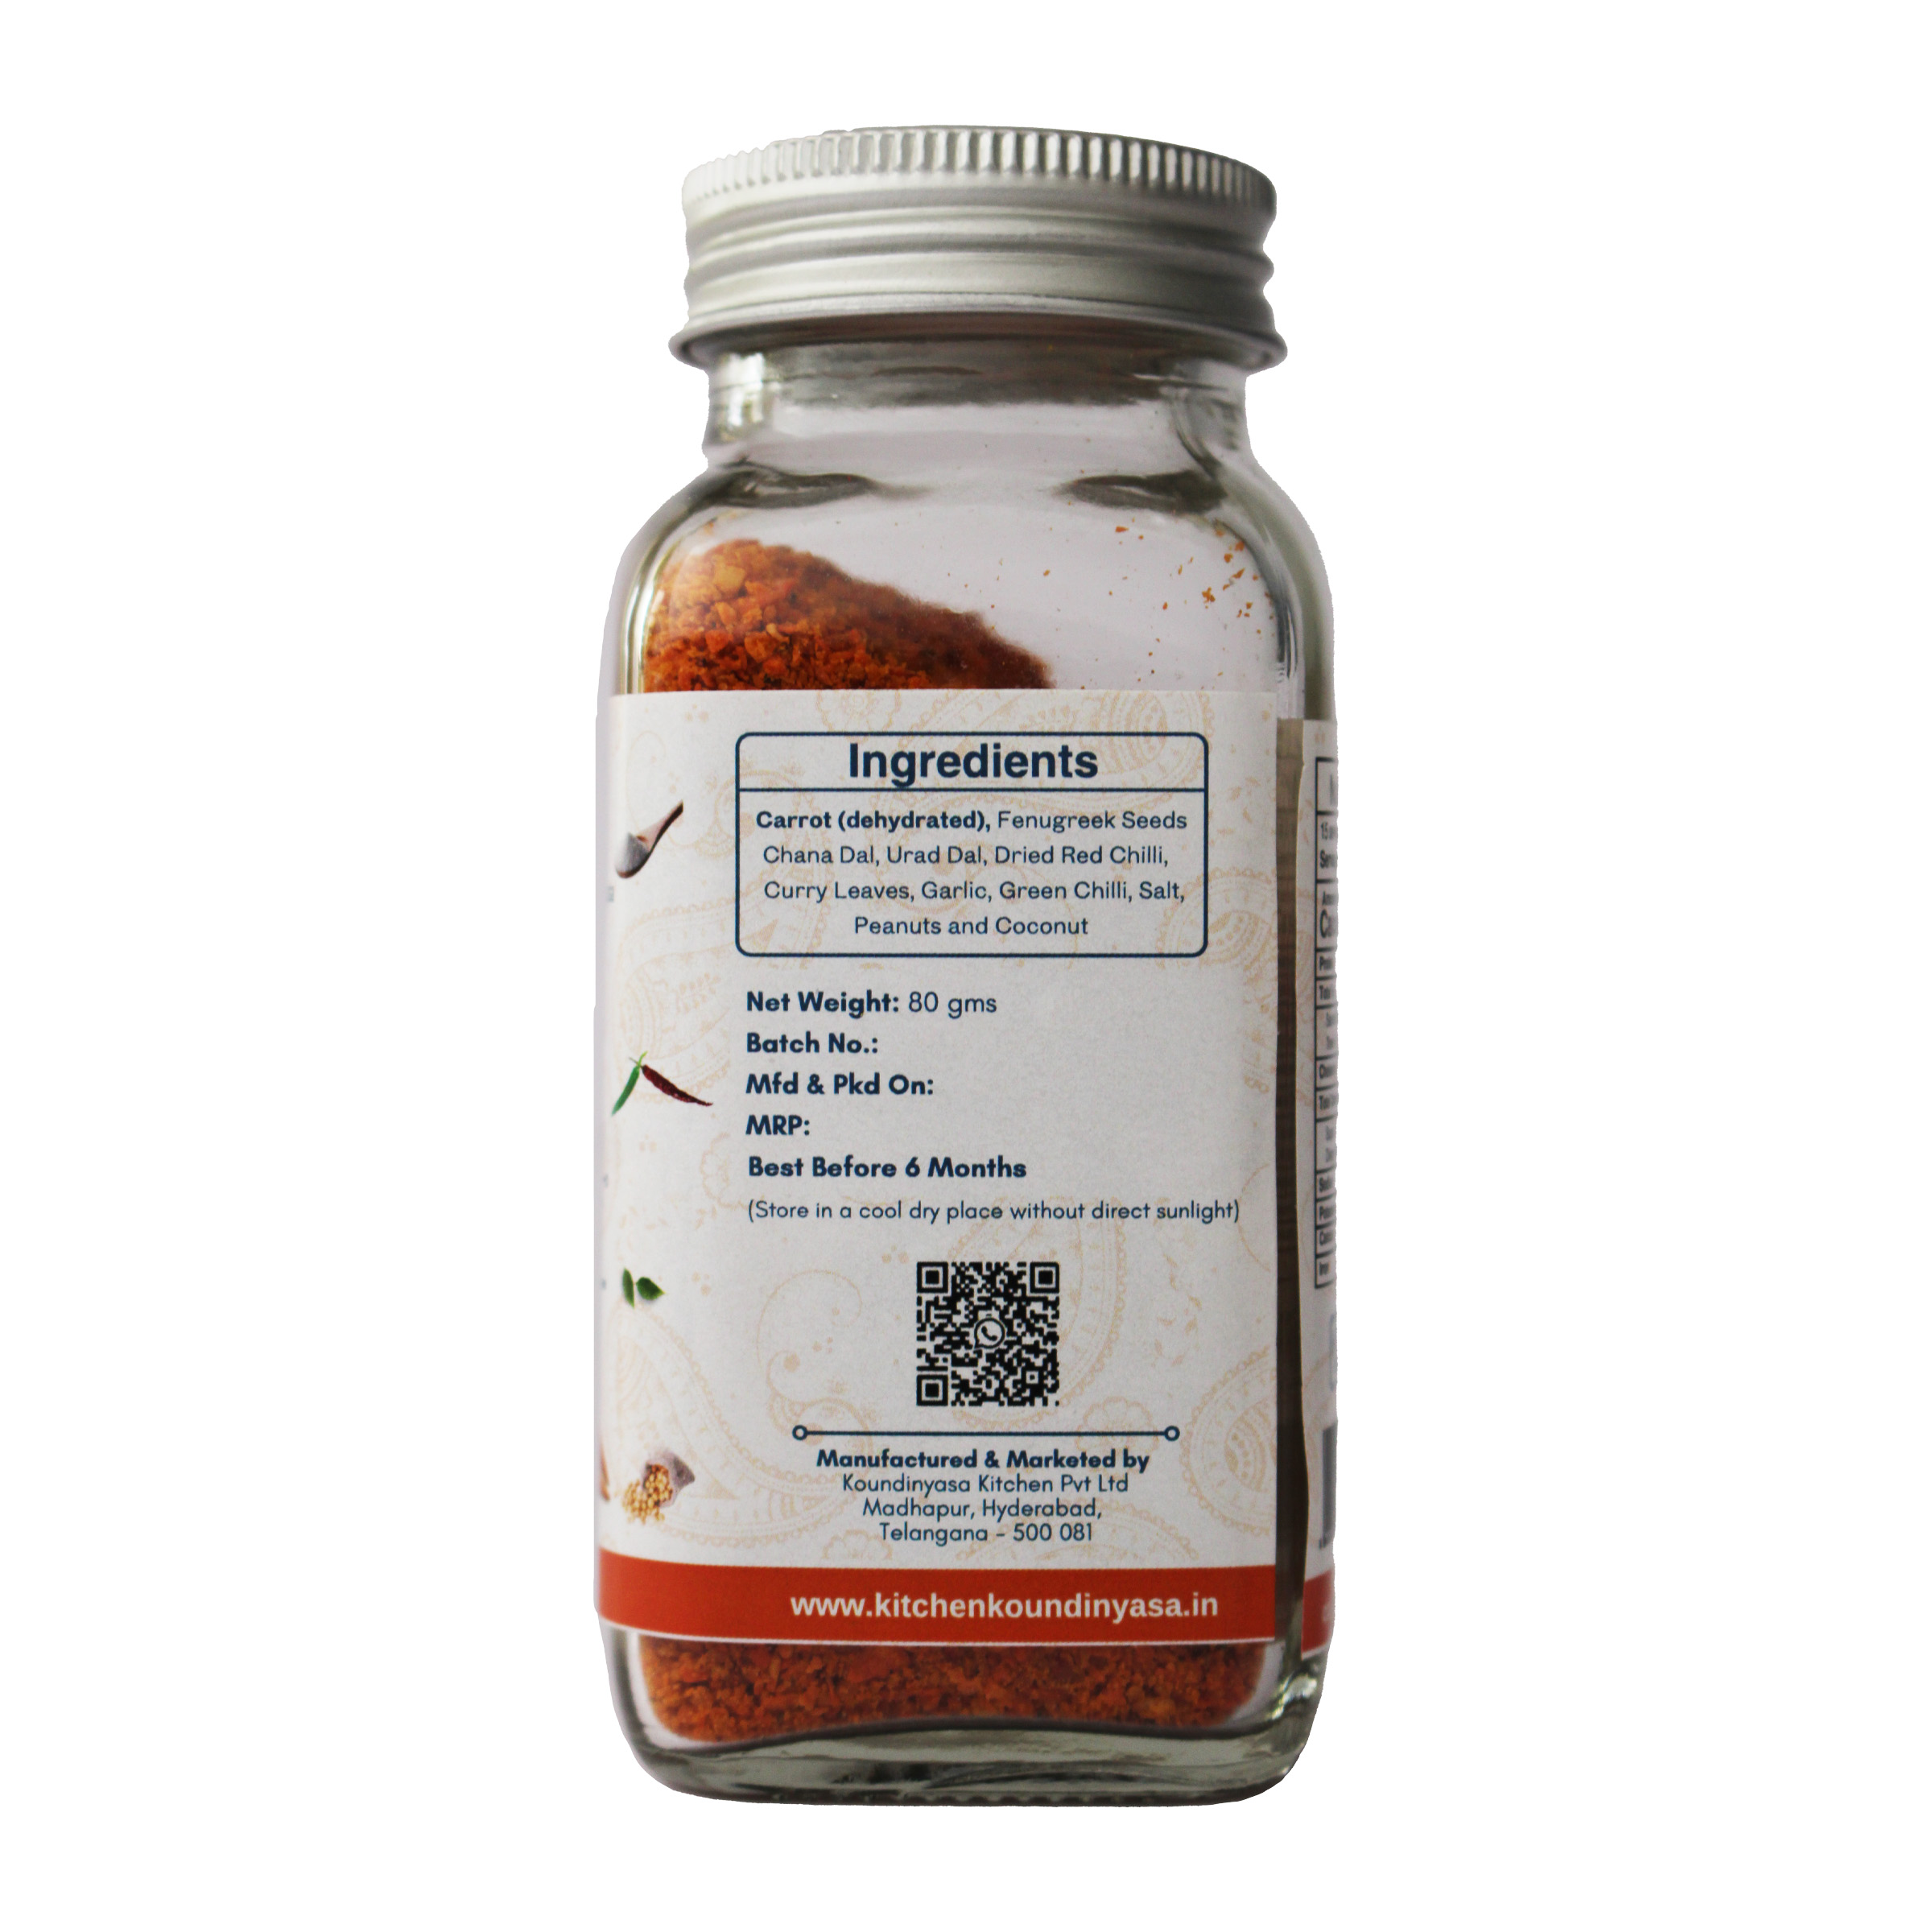 Ingredients
Carrot (dehydrated), Fenugreek Seeds
Chana Dal, Urad Dal, Dried Red Chilli,
Curry Leaves, Garlic, Green Chilli, Salt,
Peanuts and Coconut
Net Weight: 80 gms
Batch No.:
Mfd & Pkd On:
MRP:
Best Before 6 Months
(Store in a cool dry place without direct sunlight)
Manufactured & Marketed by
Koundinyasa Kitchen Pvt Ltd
Madhapur, Hyderabad,
Telangana - 500 081
www.kitchenkoundinyasa.in